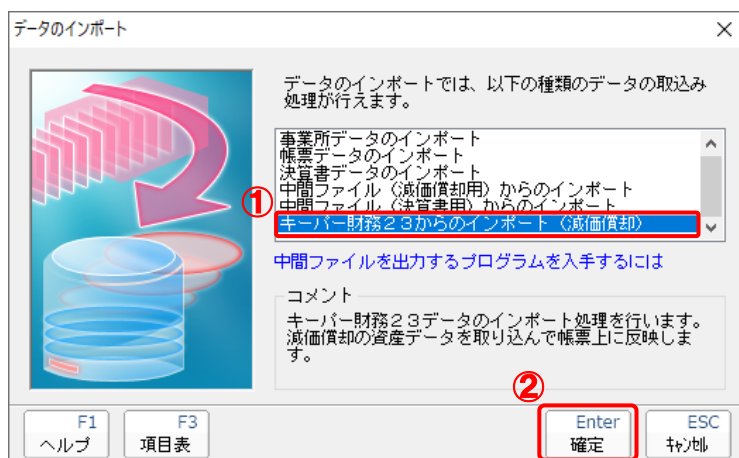 データのインポート
データのインポートでは、以下の種類のデータの取込み
処理が行えます。
事業所データのインポート
帳票データのインポート
決算書データのインポート
中間ファイル（減価償却用）からのインポート
中間ファイル（決算書用）からのインポート
①
キーパー財務２３からのインポート（減価償却）
中間ファイルを出力するプログラムを入手するには
コメント
キーパー財務２３データのインポート処理を行います。
減価償却の資産データを取り込んで帳票上に反映しま
す。
②
F1
ヘルプ
F3
項目表
Enter
確定
ESC
ｷｬﾝｾﾙ